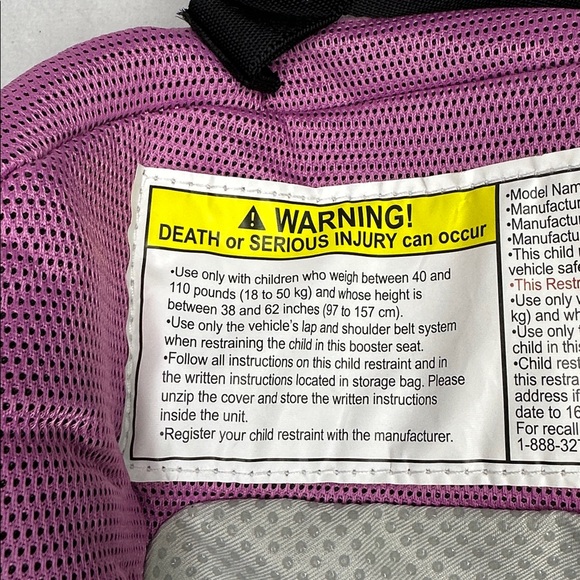 WARNING!
DEATH or SERIOUS INJURY can occur
•Use only with children who weigh between 40 and
110 pounds (18 to 50 kg) and whose height is
between 38 and 62 inches (97 to 157 cm).
•Use only the vehicle's lap and shoulder belt system
when restraining the child in this booster seat.
•Follow all instructions on this child restraint and in
the written instructions located in storage bag. Please
unzip the cover and store the written instructions
inside the unit.
•Register your child restraint with the manufacturer.
•Model Nam
•Manufactur
•Manufactu
•Manufactu
•This child
vehicle safe
•This Restr
•Use only w
kg) and wh
•Use only t
child in this
•Child rest
this restra
address if
date to 16
For recall
1-888-327